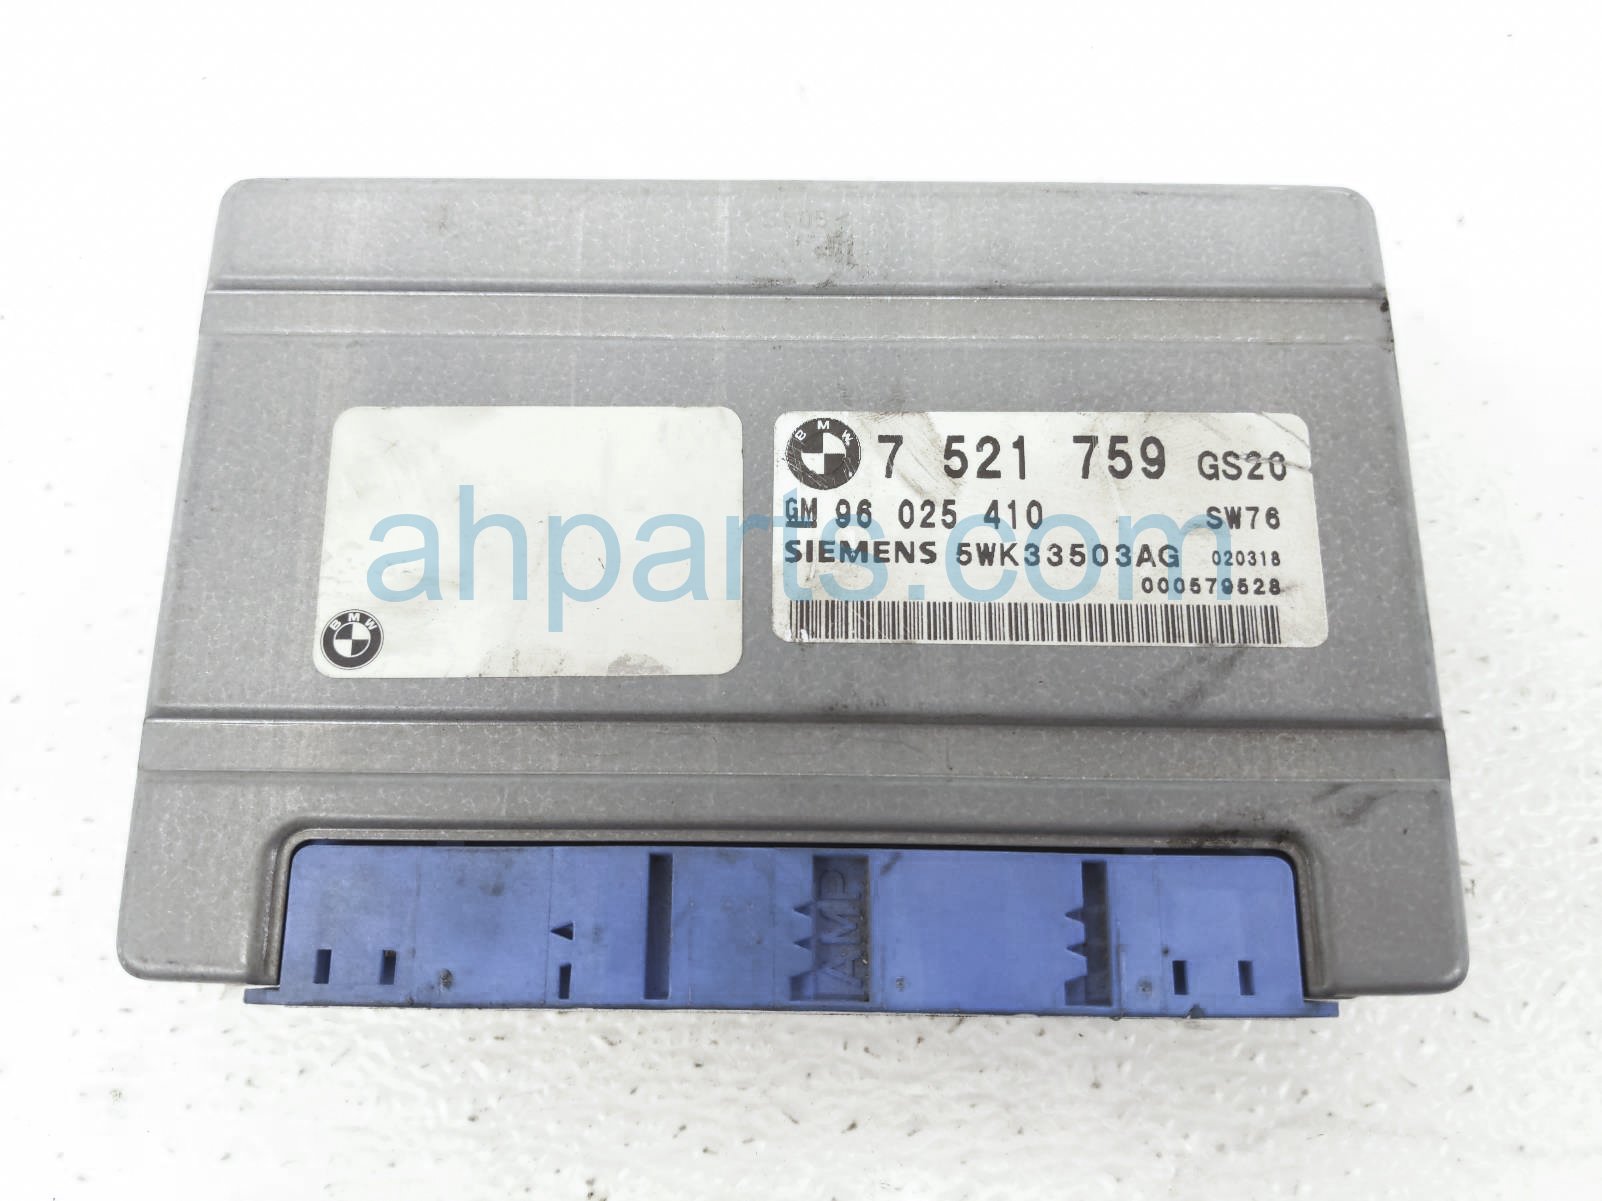 BMW 7 521 759 GS20
GM 96 025 410 SW76
SIEMENS 5WK33503AG 020318
000579528
BMW
ahparts.com
AMP